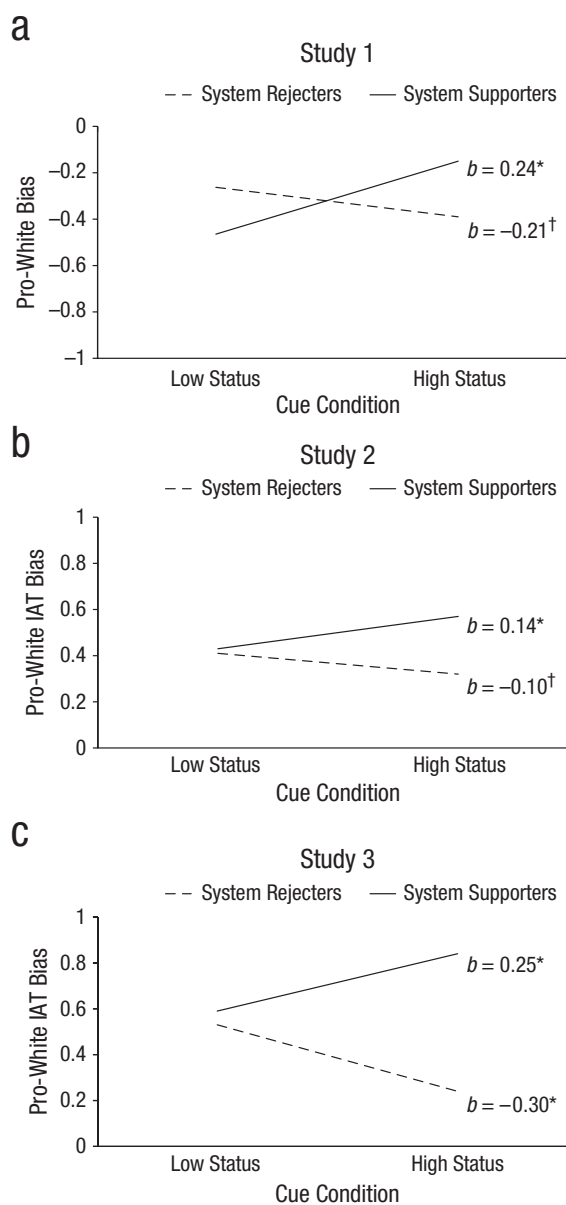 a
Study 1
System Rejecters System Supporters
0
–0.2
–0.4
–0.6
–0.8
–1
Pro-White Bias
b = 0.24*
b = –0.21†
Low Status High Status
Cue Condition
b
Study 2
System Rejecters System Supporters
1
0.8
0.6
0.4
0.2
0
Pro-White IAT Bias
b = 0.14*
b = –0.10†
Low Status High Status
Cue Condition
c
Study 3
System Rejecters System Supporters
1
0.8
0.6
0.4
0.2
0
Pro-White IAT Bias
b = 0.25*
b = –0.30*
Low Status High Status
Cue Condition